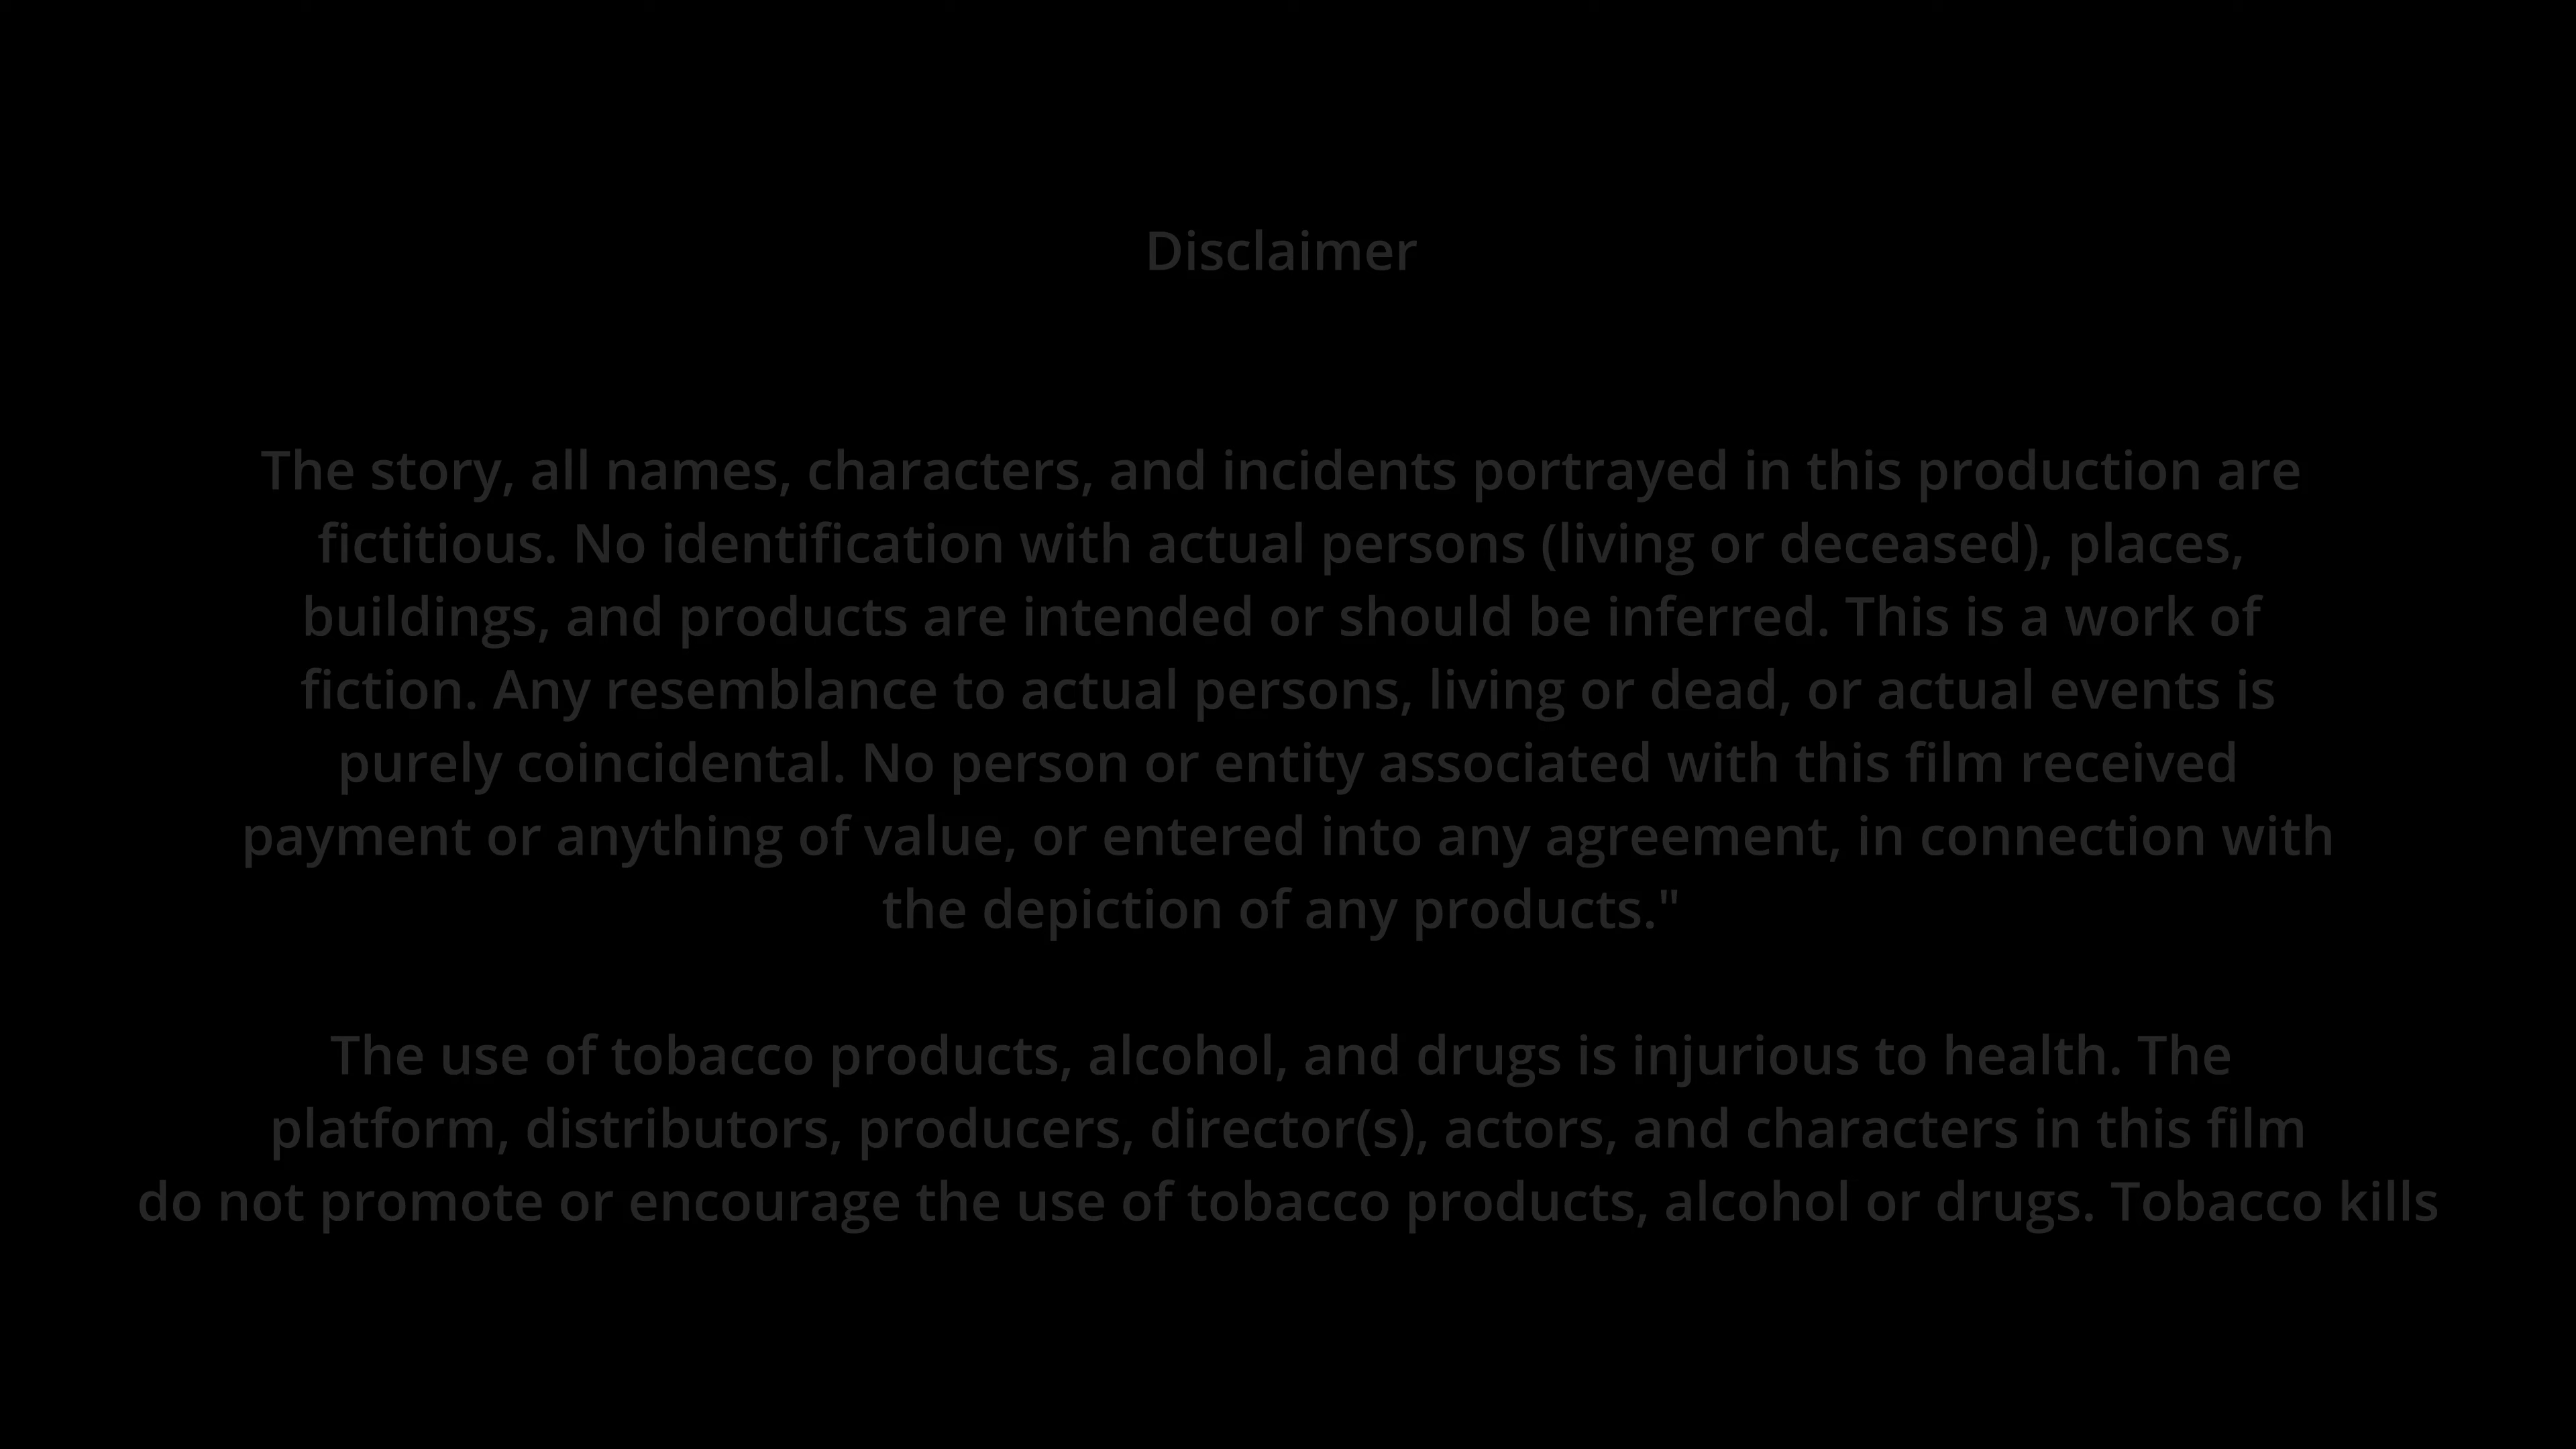 Disclaimer
The story, all names, characters, and incidents portrayed in this production are
fictitious. No identification with actual persons (living or deceased), places,
buildings, and products are intended or should be inferred. This is a work of
fiction. Any resemblance to actual persons, living or dead, or actual events is
purely coincidental. No person or entity associated with this film received
payment or anything of value, or entered into any agreement, in connection with
the depiction of any products."
The use of tobacco products, alcohol, and drugs is injurious to health. The
platform, distributors, producers, director(s), actors, and characters in this film
do not promote or encourage the use of tobacco products, alcohol or drugs. Tobacco kills